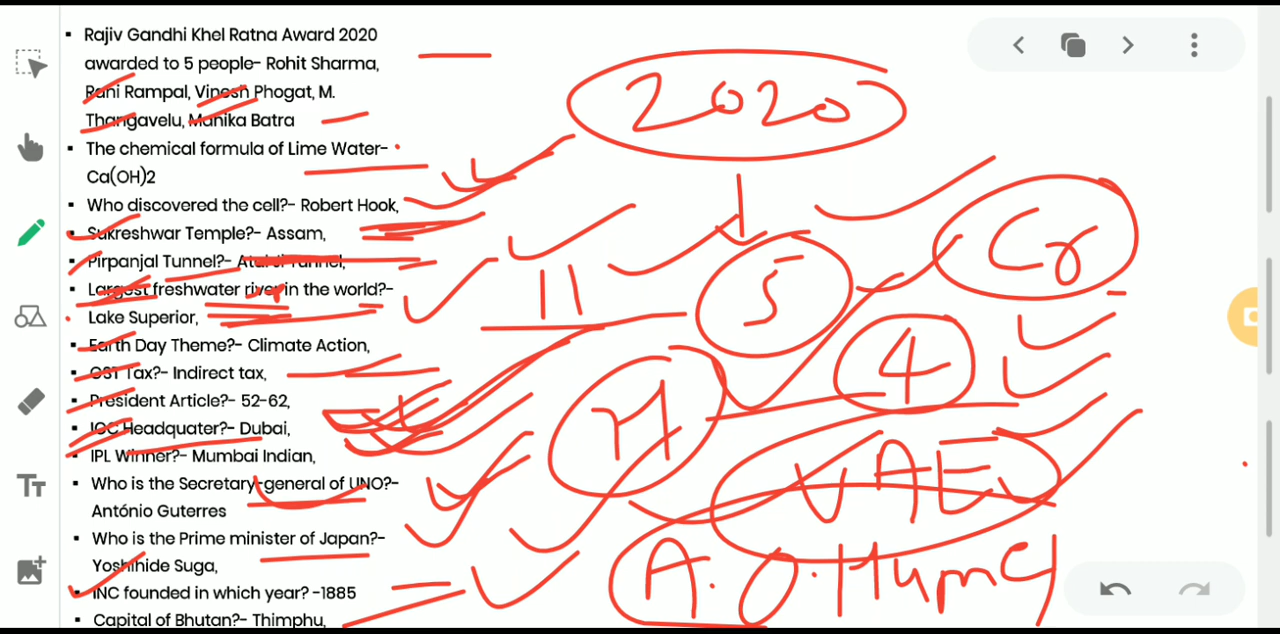 Rajiv Gandhi Khel Ratna Award 2020
awarded to 5 people- Rohit Sharma,
Rani Rampal, Vinesh Phogat, M.
Thangavelu, Manika Batra
The chemical formula of Lime Water-
Ca(OH)2
Who discovered the cell?- Robert Hook,
Sukreshwar Temple?- Assam,
Pirpanjal Tunnel?- Tunnel,
Largest freshwater river in the world?-
Lake Superior,
Earth Day Theme?- Climate Action,
GST Tax?- Indirect tax,
President Article?- 52-62,
Headquater?- Dubai,
IPL Winner?- Mumbai Indian,
Who is the Secretary-general of UNO?-
António Guterres
Who is the Prime minister of Japan?-
Yoshihide Suga,
INC founded in which year? -1885
Capital of Bhutan?- Thimphu,
2020
11
5
4
UAE
A.O.
Tт